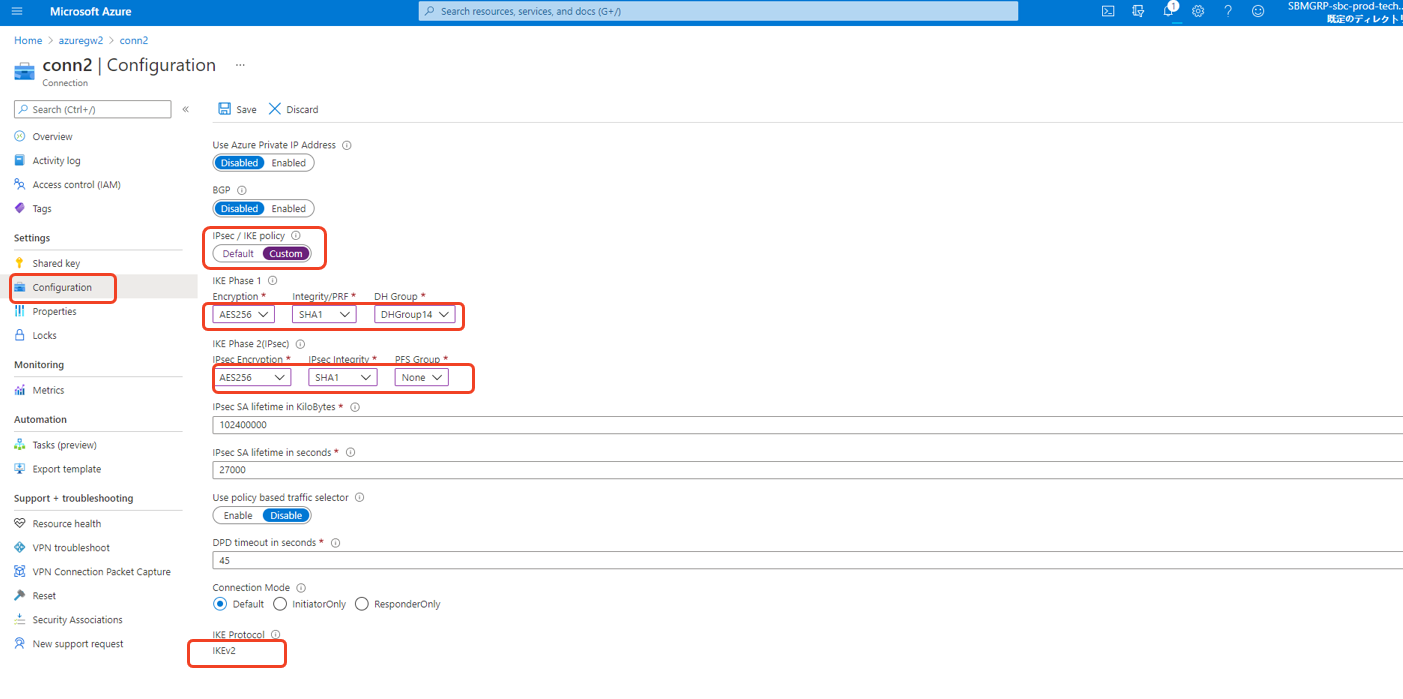 Microsoft Azure
Search resources, services, and docs (G+/)
1
SBMGRP-sbc-prod-tech...
既定のディレクトリ
Home > azuregw2 > conn2
conn2 | Configuration ...
Connection
Search (Ctrl+/) «
Save Discard
Overview
Activity log
Access control (IAM)
Tags
Settings
Shared key
Configuration
Properties
Locks
Monitoring
Metrics
Automation
Tasks (preview)
Export template
Support + troubleshooting
Resource health
VPN troubleshoot
VPN Connection Packet Capture
Reset
Security Associations
New support request
Use Azure Private IP Address
Disabled Enabled
BGP
Disabled Enabled
IPsec / IKE policy
Default Custom
IKE Phase 1
Encryption * Integrity/PRF * DH Group *
AES256 SHA1 DHGroup14
IKE Phase 2(IPsec)
IPsec Encryption * IPsec Integrity * PFS Group *
AES256 SHA1 None
IPsec SA lifetime in KiloBytes *
102400000
IPsec SA lifetime in seconds *
27000
Use policy based traffic selector
Enable Disable
DPD timeout in seconds *
45
Connection Mode
Default InitiatorOnly ResponderOnly
IKE Protocol
IKEv2